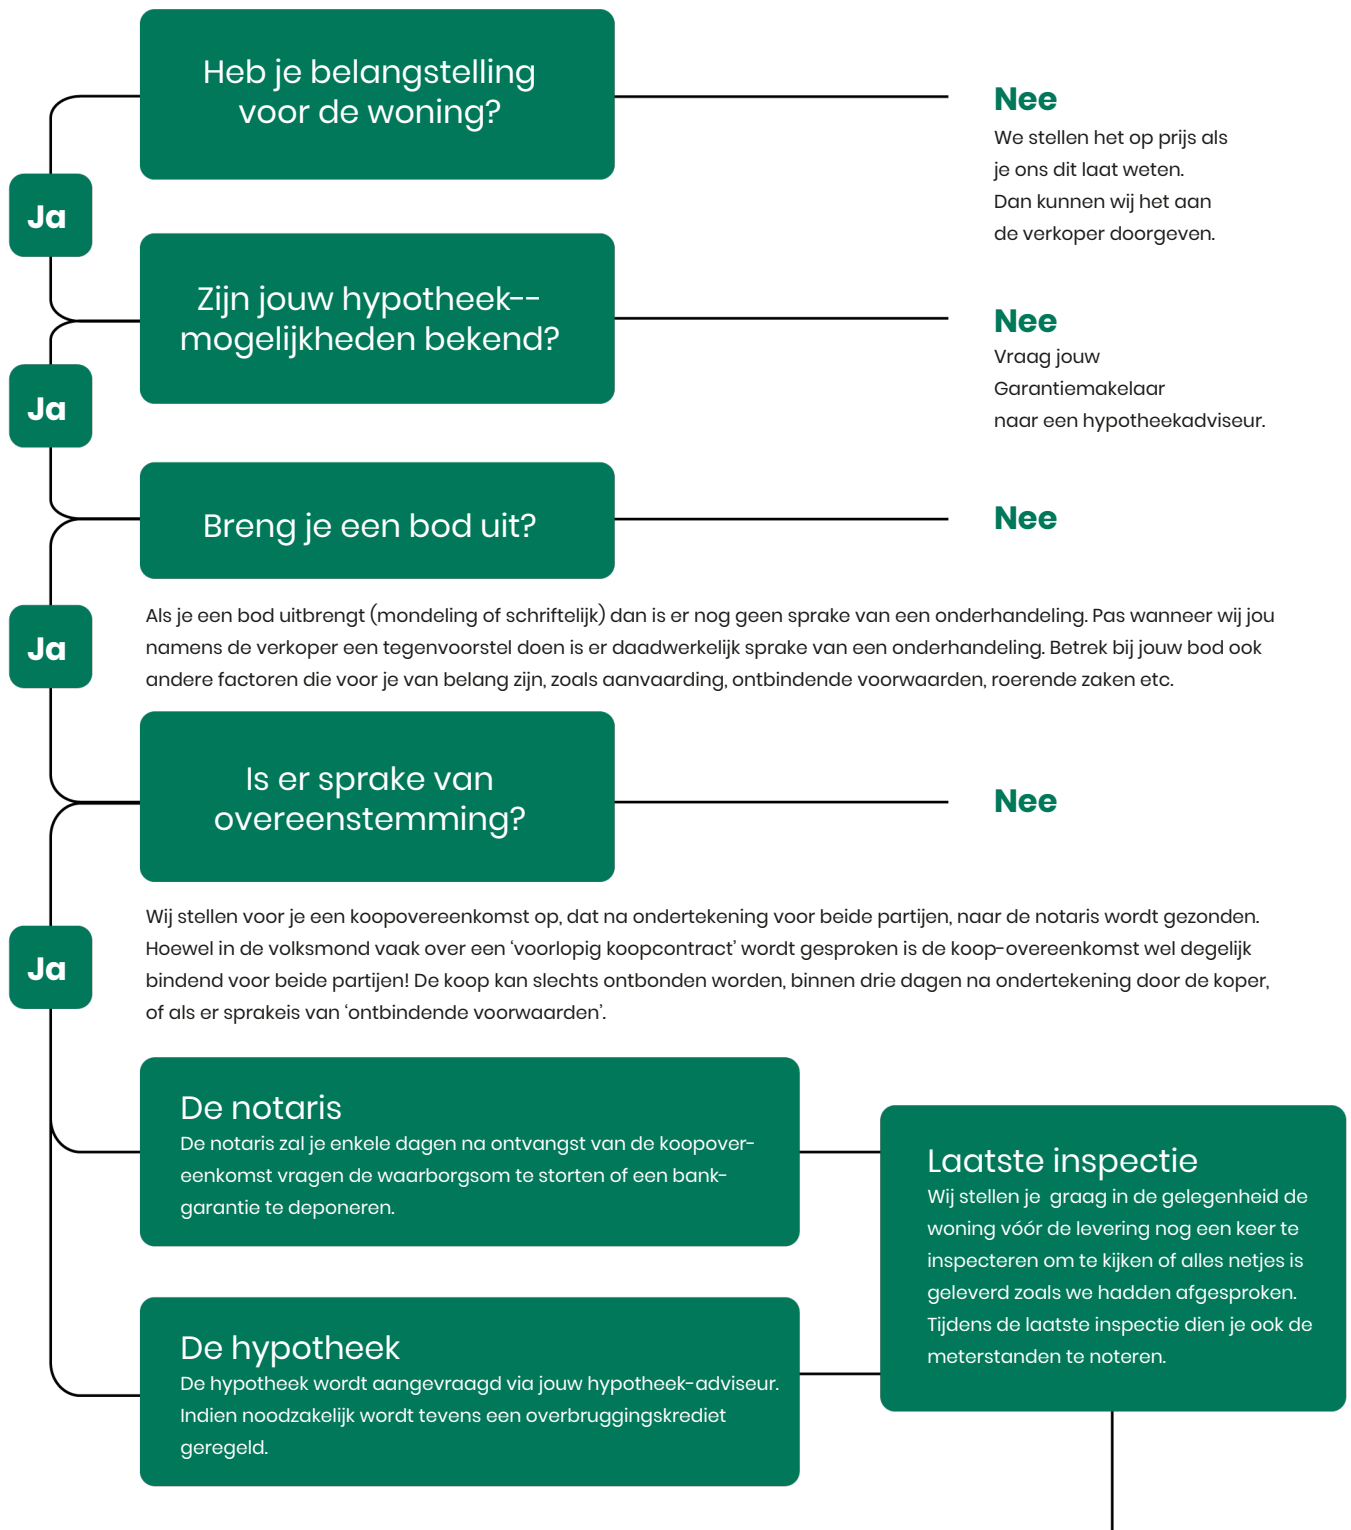 Heb je belangstelling
voor de woning?
Nee
We stellen het op prijs als
je ons dit laat weten.
Dan kunnen wij het aan
de verkoper doorgeven.
Ja
Zijn jouw hypotheek--
mogelijkheden bekend?
Nee
Vraag jouw
Garantiemakelaar
naar een hypotheekadviseur.
Ja
Breng je een bod uit?
Nee
Ja
Als je een bod uitbrengt (mondeling of schriftelijk) dan is er nog geen sprake van een onderhandeling. Pas wanneer wij jou
namens de verkoper een tegenvoorstel doen is er daadwerkelijk sprake van een onderhandeling. Betrek bij jouw bod ook
andere factoren die voor je van belang zijn, zoals aanvaarding, ontbindende voorwaarden, roerende zaken etc.
Is er sprake van
overeenstemming?
Nee
Ja
Wij stellen voor je een koopovereenkomst op, dat na ondertekening voor beide partijen, naar de notaris wordt gezonden.
Hoewel in de volksmond vaak over een ‘voorlopig koopcontract’ wordt gesproken is de koop-overeenkomst wel degelijk
bindend voor beide partijen! De koop kan slechts ontbonden worden, binnen drie dagen na ondertekening door de koper,
of als er sprakeis van ‘ontbindende voorwaarden’.
De notaris
De notaris zal je enkele dagen na ontvangst van de koopover-
eenkomst vragen de waarborgsom te storten of een bank-
garantie te deponeren.
De hypotheek
De hypotheek wordt aangevraagd via jouw hypotheek-adviseur.
Indien noodzakelijk wordt tevens een overbruggingskrediet
geregeld.
Laatste inspectie
Wij stellen je graag in de gelegenheid de
woning vóór de levering nog een keer te
inspecteren om te kijken of alles netjes is
geleverd zoals we hadden afgesproken.
Tijdens de laatste inspectie dien je ook de
meterstanden te noteren.